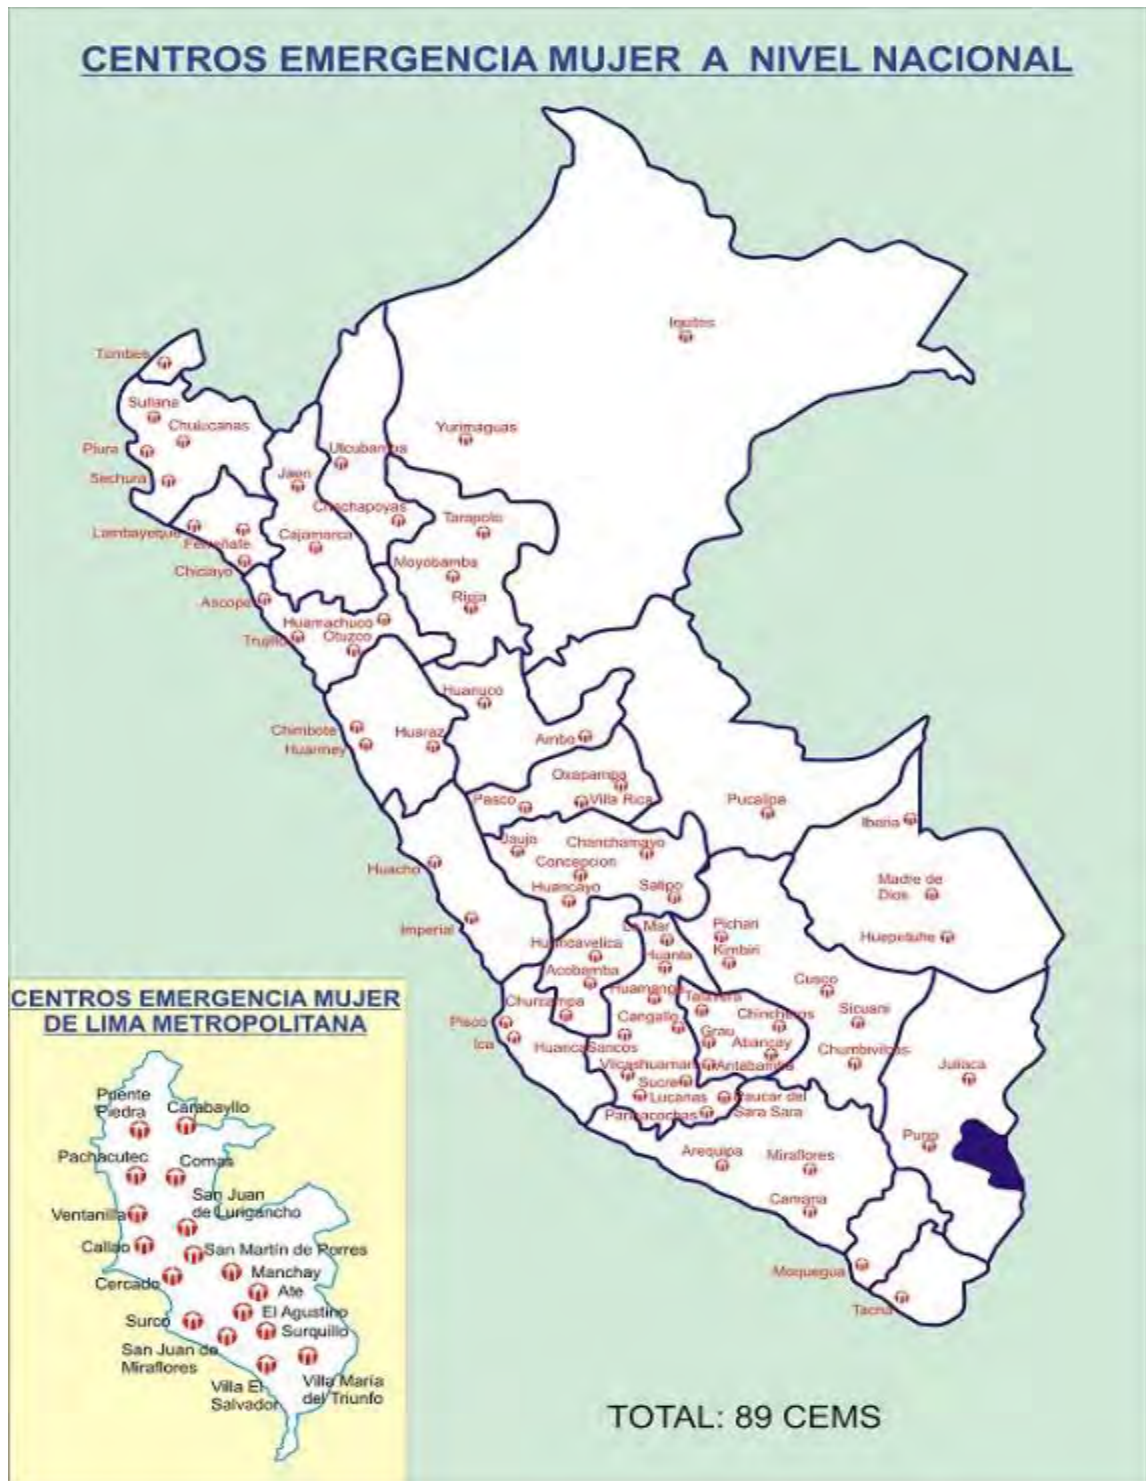 CENTROS EMERGENCIA MUJER A NIVEL NACIONAL
Iquitos
Tumbes
Sullana
Chulucanas
Yurimaguas
Piura
Utcubamba
Sechura
Jaen
Chachapoyas
Tarapoto
Lambayeque
Ferreñafe
Cajamarca
Chiclayo
Moyobamba
Rioja
Ascope
Huamachuco
Trujillo
Otuzco
Huanuco
Chimbote
Huaraz
Ambo
Huarmey
Oxapampa
Pasco
Villa Rica
Pucallpa
Iberia
Jauja
Chanchamayo
Concepcion
Huacho
Huancayo
Satipo
Madre de
Dios
Imperial
La Mar
Pichari
Huepetuhe
Huancavelica
Huanta
Kimbiri
Acobamba
Cusco
Huamanga
Talavera
Churcampa
Cangallo
Chincheros
Sicuani
Pisco
Grau
Ica
HuancaSancos
Abancay
Chumbivilcas
Vilcashuaman
Antabamba
Juliaca
Sucre
Lucanas
Paucar del
Sara Sara
Parinacochas
Puno
Arequipa
Miraflores
Camana
Moquegua
Tacna
CENTROS EMERGENCIA MUJER
DE LIMA METROPOLITANA
Puente
Piedra
Carabayllo
Pachacutec
Comas
San Juan
de Lurigancho
Ventanilla
Callao
San Martín de Porres
Cercado
Manchay
Ate
El Agustino
Surco
Surquillo
San Juan de
Miraflores
Villa El
Salvador
Villa María
del Triunfo
TOTAL: 89 CEMS